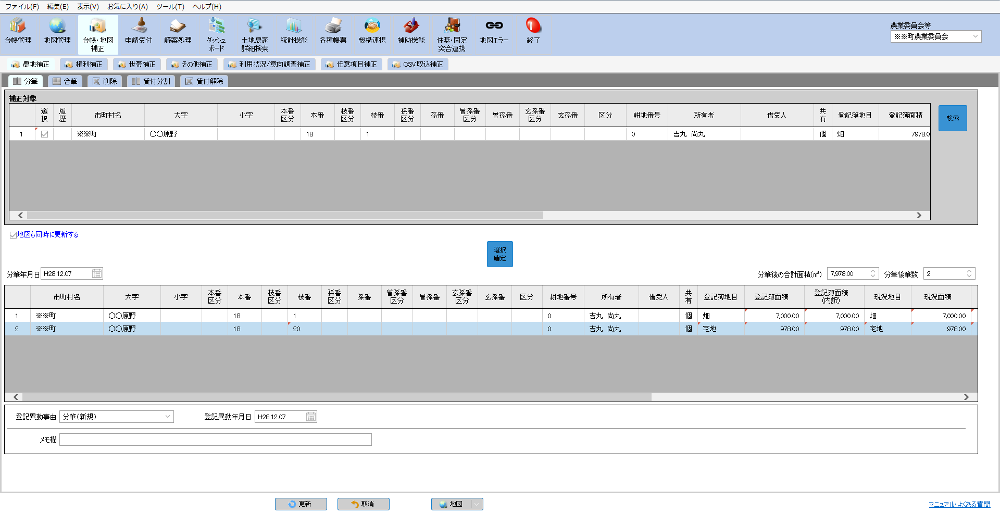 ファイル(F) 編集(E) 表示(V) お気に入り(A) ツール(T) ヘルプ(H)
台帳管理 地図管理 台帳・地図補正 申請受付 議案処理 ダッシュボード 土地農家詳細検索 統計機能 各種帳票 機構連携 補助機能 住基・固定突合連携 地図エラー 終了
農業委員会等
※※町農業委員会
農地補正 権利補正 世帯補正 その他補正 利用状況/意向調査補正 任意項目補正 CSV取込補正
分筆 合筆 削除 貸付分割 貸付解除
補正対象
選択 履歴 市町村名 大字 小字 本番区分 本番 枝番区分 枝番 孫番区分 孫番 曽孫番区分 曽孫番 玄孫番区分 玄孫番 区分 耕地番号 所有者 借受人 共有 登記簿地目 登記簿面積
検索
1 ※※町 〇〇原野 18 1 0 吉丸 尚丸 個 畑 7978.0
地図も同時に更新する
選択確定
分筆年月日 H28.12.07 分筆後の合計面積(㎡) 7,978.00 分筆後筆数 2
市町村名 大字 小字 本番区分 本番 枝番区分 枝番 孫番区分 孫番 曽孫番区分 曽孫番 玄孫番区分 玄孫番 区分 耕地番号 所有者 借受人 共有 登記簿地目 登記簿面積 登記簿面積(内訳) 現況地目 現況面積
1 ※※町 〇〇原野 18 1 0 吉丸 尚丸 個 畑 7,000.00 7,000.00 畑 7,000.00
2 ※※町 〇〇原野 18 20 0 吉丸 尚丸 個 宅地 978.00 978.00 宅地 978.00
登記異動事由 分筆(新規) 登記異動年月日 H28.12.07
メモ欄
更新 取消 地図
マニュアル・よくある質問